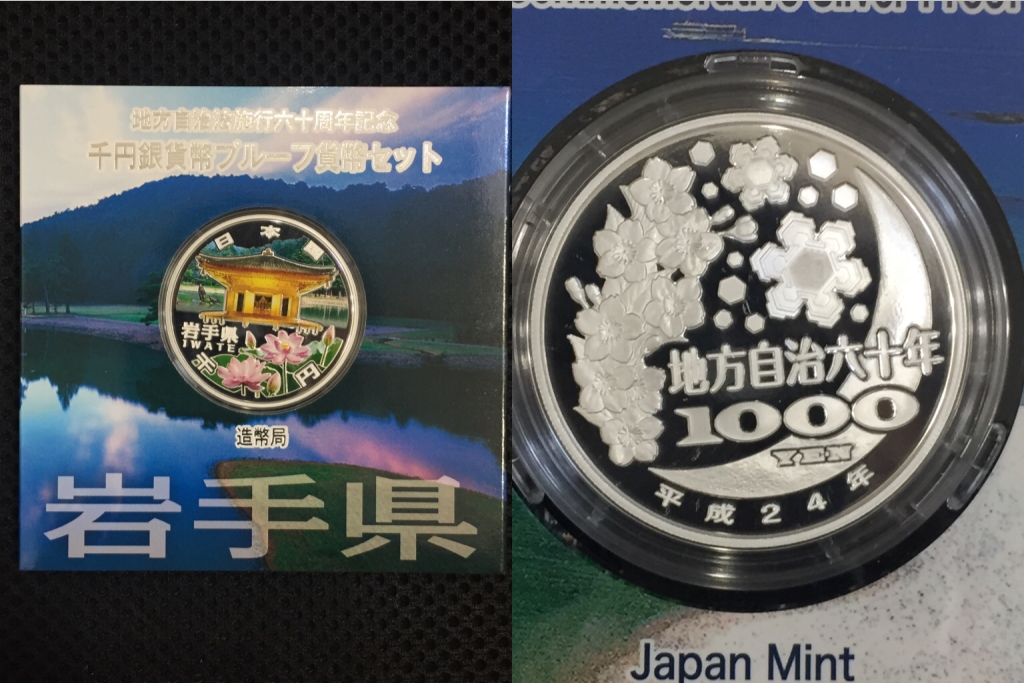 地方自治法施行六十周年記念
千円銀貨幣プルーフ貨幣セット
日本国
岩手県
IWATE
千円
造幣局
岩手県
Commemorative Silver Proof
地方自治六十年
1000
YEN
平成24年
Japan Mint